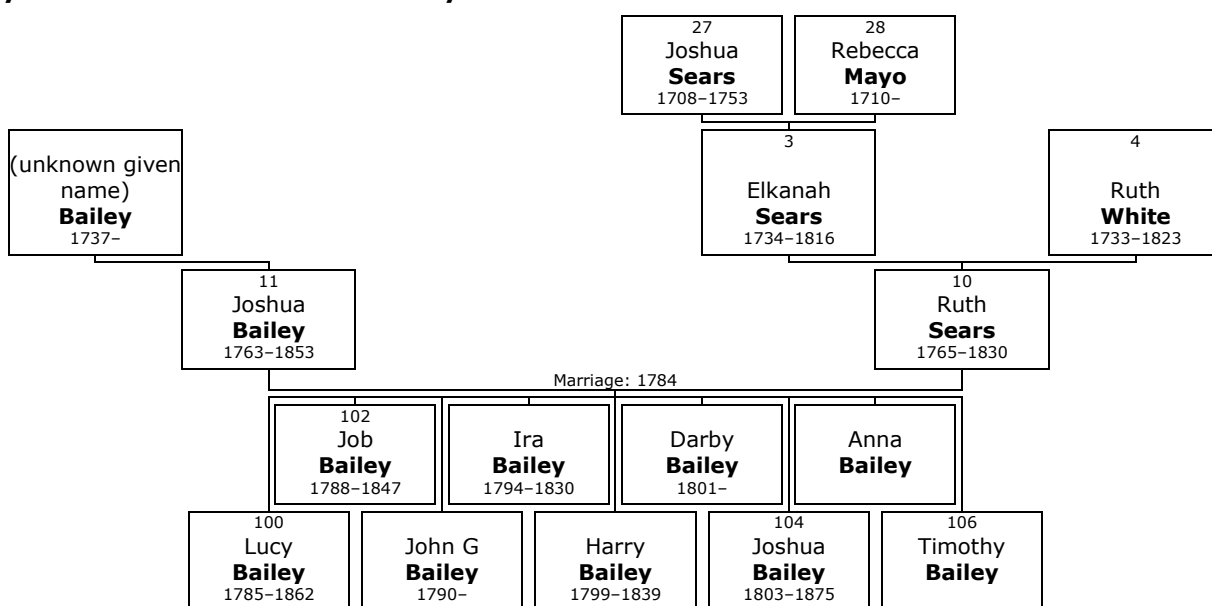 27
Joshua
Sears
1708–1753
28
Rebecca
Mayo
1710–
(unknown given
name)
Bailey
1737–
3
Elkanah
Sears
1734–1816
4
Ruth
White
1733–1823
11
Joshua
Bailey
1763–1853
10
Ruth
Sears
1765–1830
Marriage: 1784
102
Job
Bailey
1788–1847
Ira
Bailey
1794–1830
Darby
Bailey
1801–
Anna
Bailey
100
Lucy
Bailey
1785–1862
John G
Bailey
1790–
Harry
Bailey
1799–1839
104
Joshua
Bailey
1803–1875
106
Timothy
Bailey